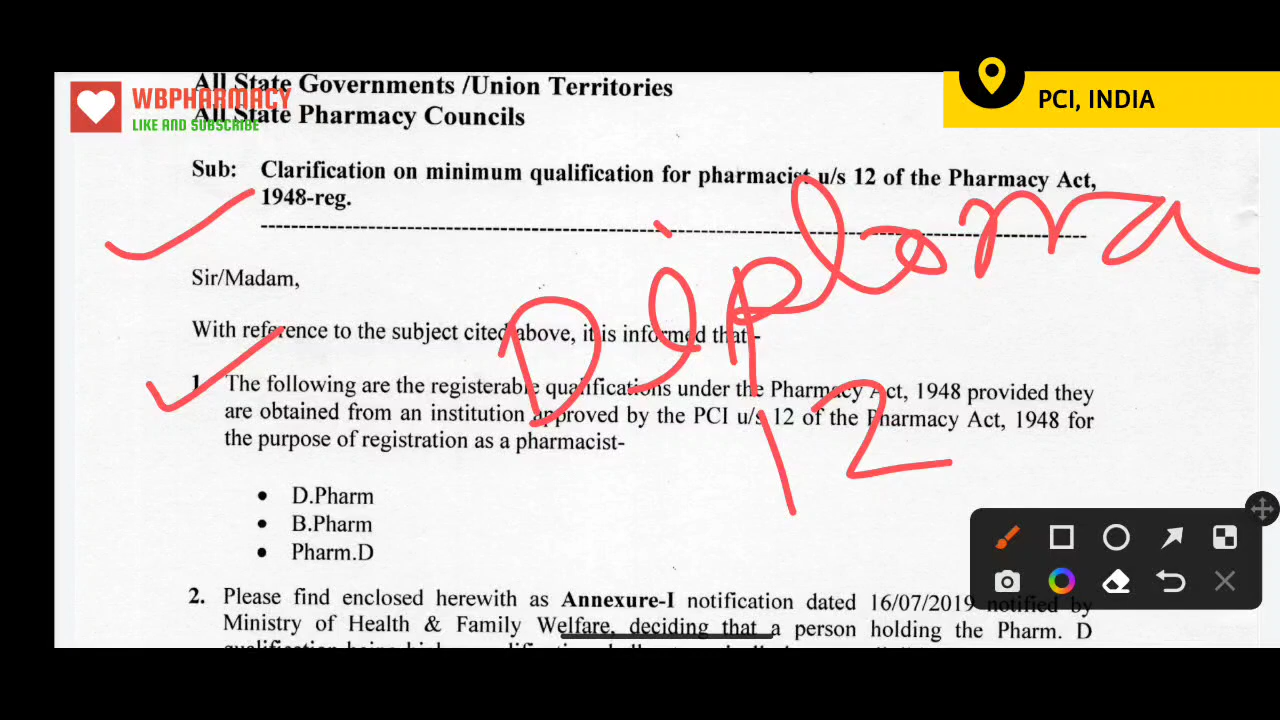 All State Governments /Union Territories
WBPHARMACY
All State Pharmacy Councils
LIKE AND SUBSCRIBE
PCI, INDIA
Sub: Clarification on minimum qualification for pharmacist u/s 12 of the Pharmacy Act,
1948-reg.
Diploma
Sir/Madam,
With reference to the subject cited above, it is informed that -
12
1. The following are the registerable qualifications under the Pharmacy Act, 1948 provided they
are obtained from an institution approved by the PCI u/s 12 of the Pharmacy Act, 1948 for
the purpose of registration as a pharmacist-
• D.Pharm
• B.Pharm
• Pharm.D
2. Please find enclosed herewith as Annexure-I notification dated 16/07/2019 notified by
Ministry of Health & Family Welfare, deciding that a person holding the Pharm. D